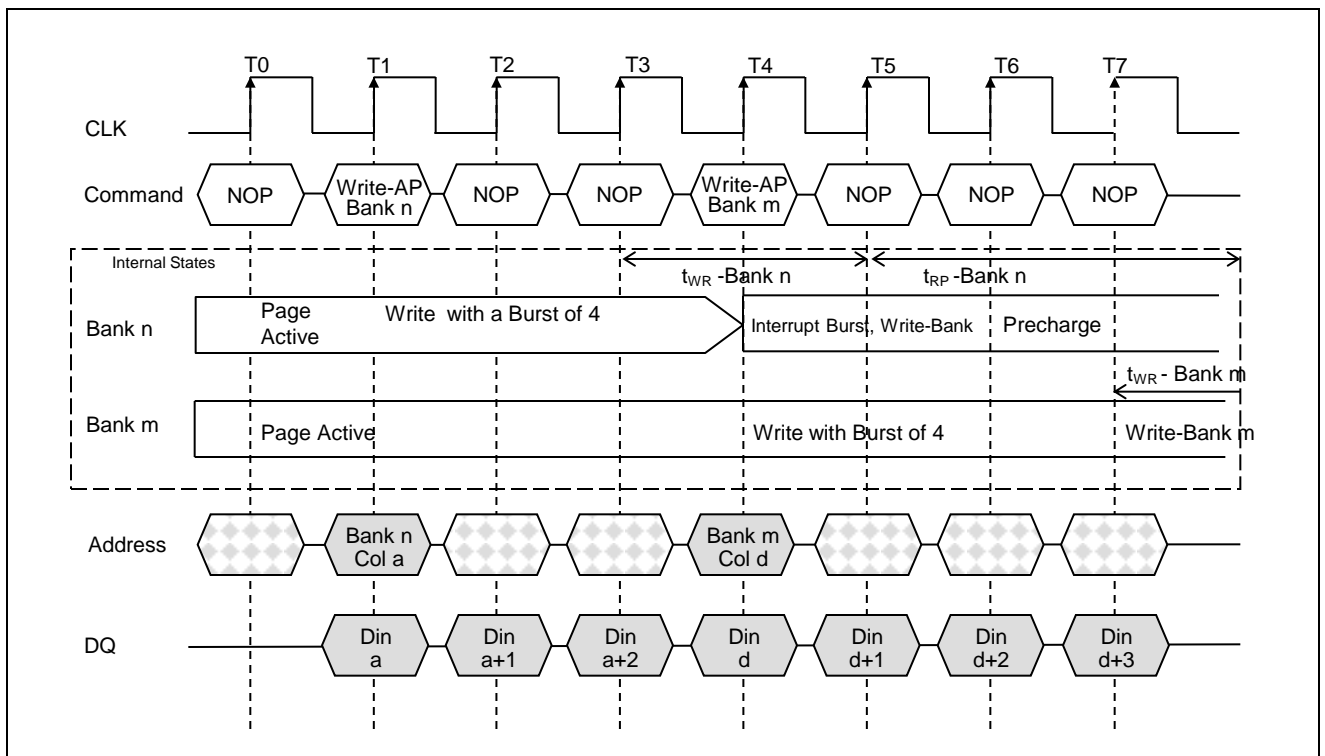 T0 T1 T2 T3 T4 T5 T6 T7
CLK
Command NOP Write-AP Bank n NOP NOP Write-AP Bank m NOP NOP NOP
Internal States
tWR -Bank n tRP -Bank n
Bank n
Page Active
Write with a Burst of 4
Interrupt Burst, Write-Bank
Precharge
tWR - Bank m
Bank m
Page Active
Write with Burst of 4
Write-Bank m
Address Bank n Col a Bank m Col d
DQ Din a Din a+1 Din a+2 Din d Din d+1 Din d+2 Din d+3